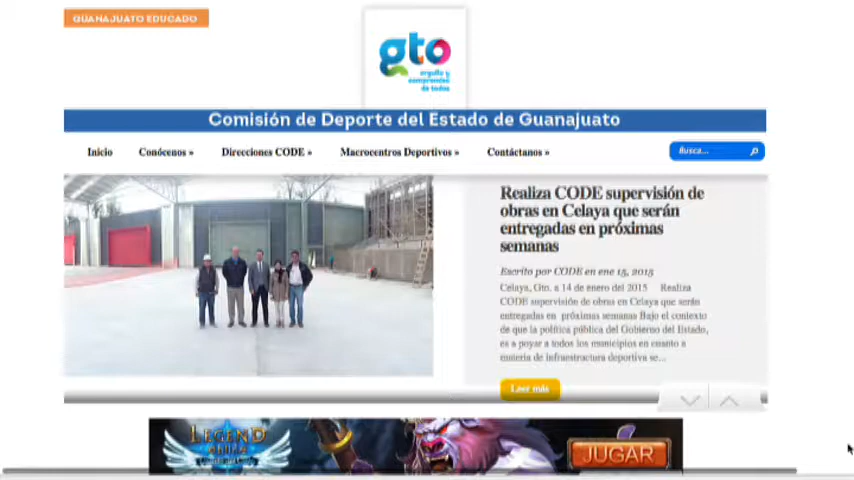 GUANAJUATO EDUCADO
gto
orgullo y
compromiso
de todos
Comisión de Deporte del Estado de Guanajuato
Inicio Conócenos » Direcciones CODE » Macrocentros Deportivos » Contáctanos » Busca...
Realiza CODE supervisión de
obras en Celaya que serán
entregadas en próximas
semanas
Escrito por CODE en ene 15, 2015
Celaya, Gto. a 14 de enero del 2015 Realiza
CODE supervisión de obras en Celaya que serán
entregadas en próximas semanas Bajo el contexto
de que la política pública del Gobierno del Estado,
es a poyar a todos los municipios en cuanto a
materia de infraestructura deportiva se...
Leer más
LEGEND
ONLINE
JUGAR